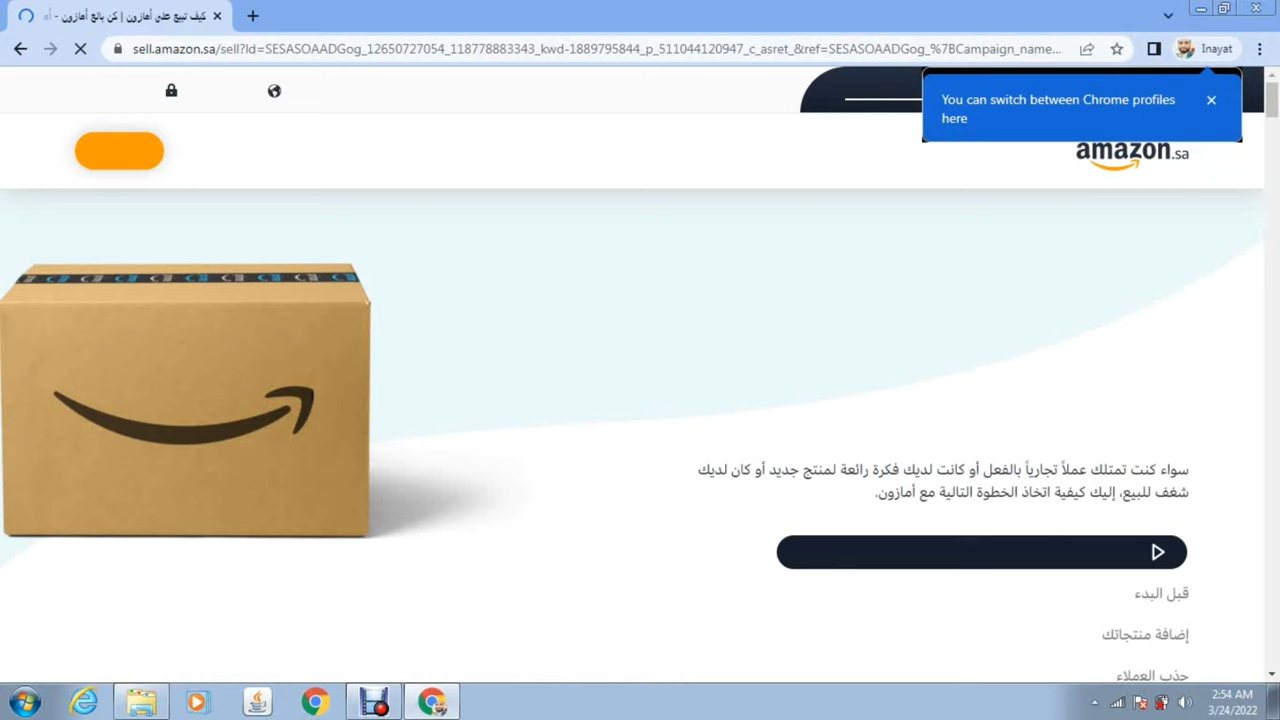 كيف تبيع على أمازون | كن بائع أمازون - أما
sell.amazon.sa/sell?ld=SESASOAADGog_12650727054_118778883343_kwd-1889795844_p_511044120947_c_asret_&ref=SESASOAADGog_%7BCampaign_name...
Inayat
You can switch between Chrome profiles
here
amazon.sa
سواء كنت تمتلك عملاً تجارياً بالفعل أو كانت لديك فكرة رائعة لمنتج جديد أو كان لديك
شغف للبيع، إليك كيفية اتخاذ الخطوة التالية مع أمازون.
قبل البدء
إضافة منتجاتك
جذب العملاء
2:54 AM
3/24/2022